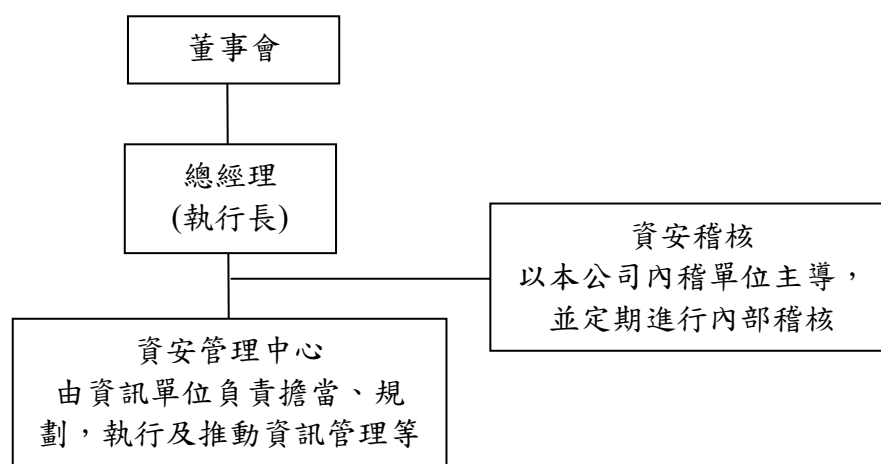 董事會
總經理
(執行長)
資安稽核
以本公司內稽單位主導，
並定期進行內部稽核
資安管理中心
由資訊單位負責擔當、規
劃，執行及推動資訊管理等